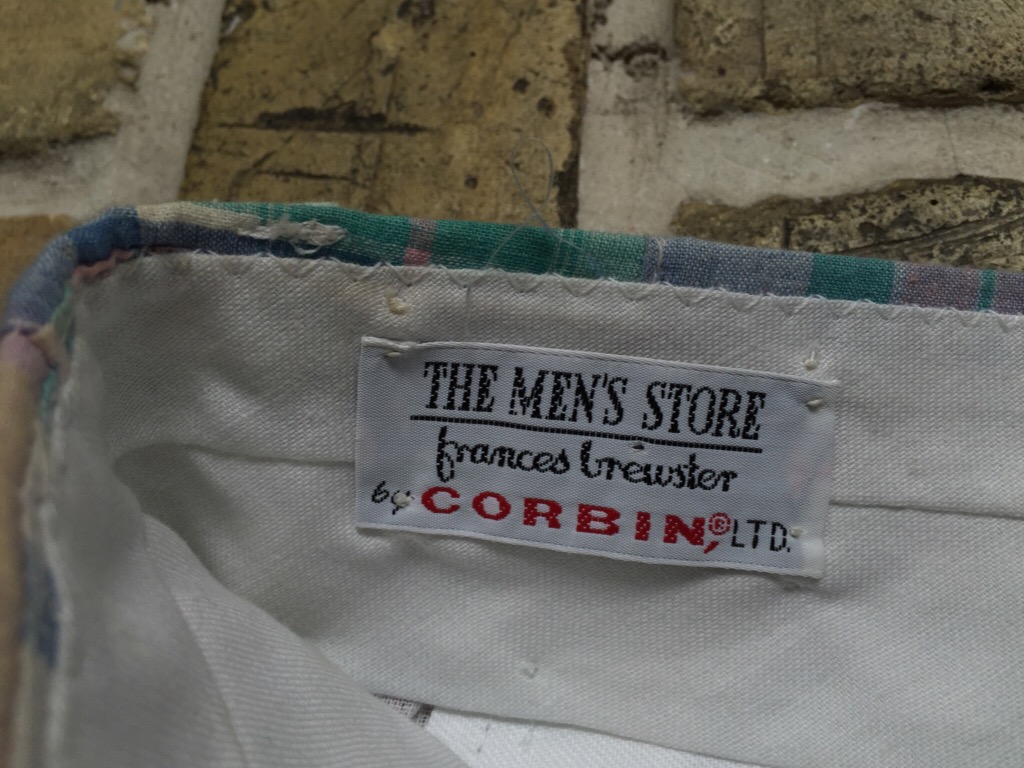 THE MEN'S STORE
frances brewster
by CORBIN,® LTD.